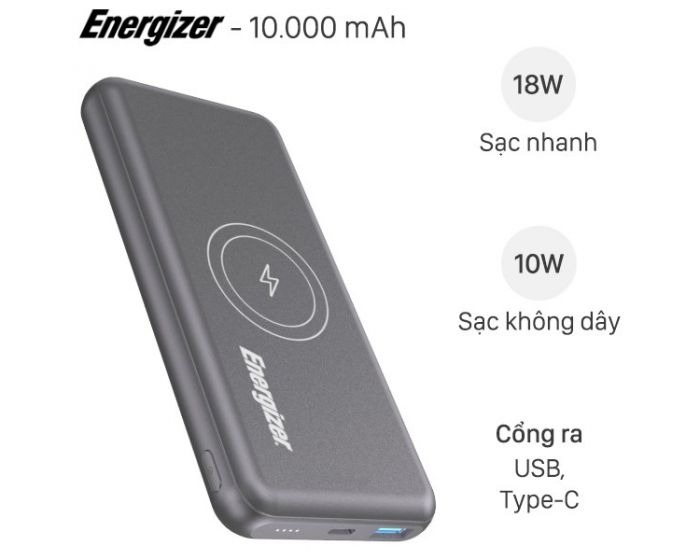 Energizer - 10.000 mAh
18W
Sạc nhanh
10W
Sạc không dây
Energizer
Cổng ra
USB,
Type-C